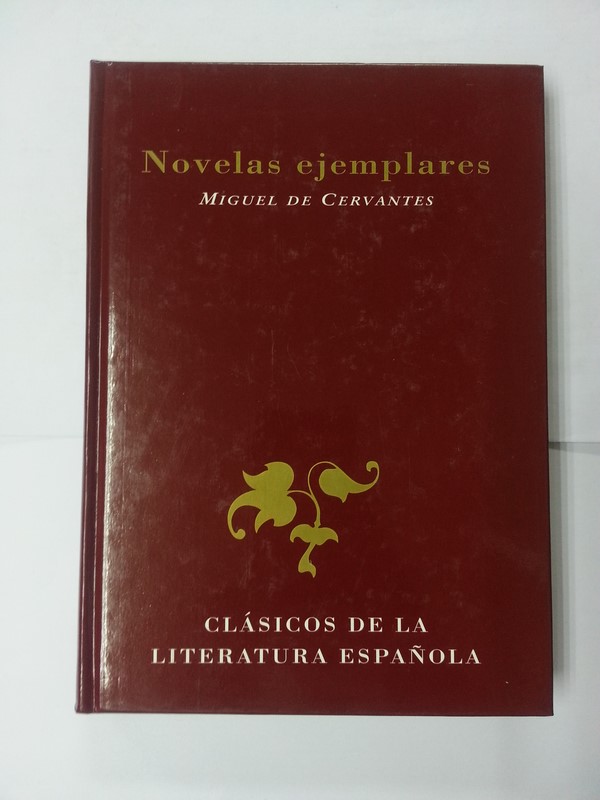 Novelas ejemplares
MIGUEL DE CERVANTES
CLÁSICOS DE LA
LITERATURA ESPAÑOLA